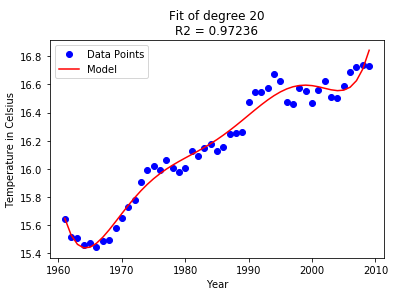 Fit of degree 20
R2 = 0.97236
Data Points
Model
Temperature in Celsius
16.8
16.6
16.4
16.2
16.0
15.8
15.6
15.4
1960
1970
1980
1990
2000
2010
Year